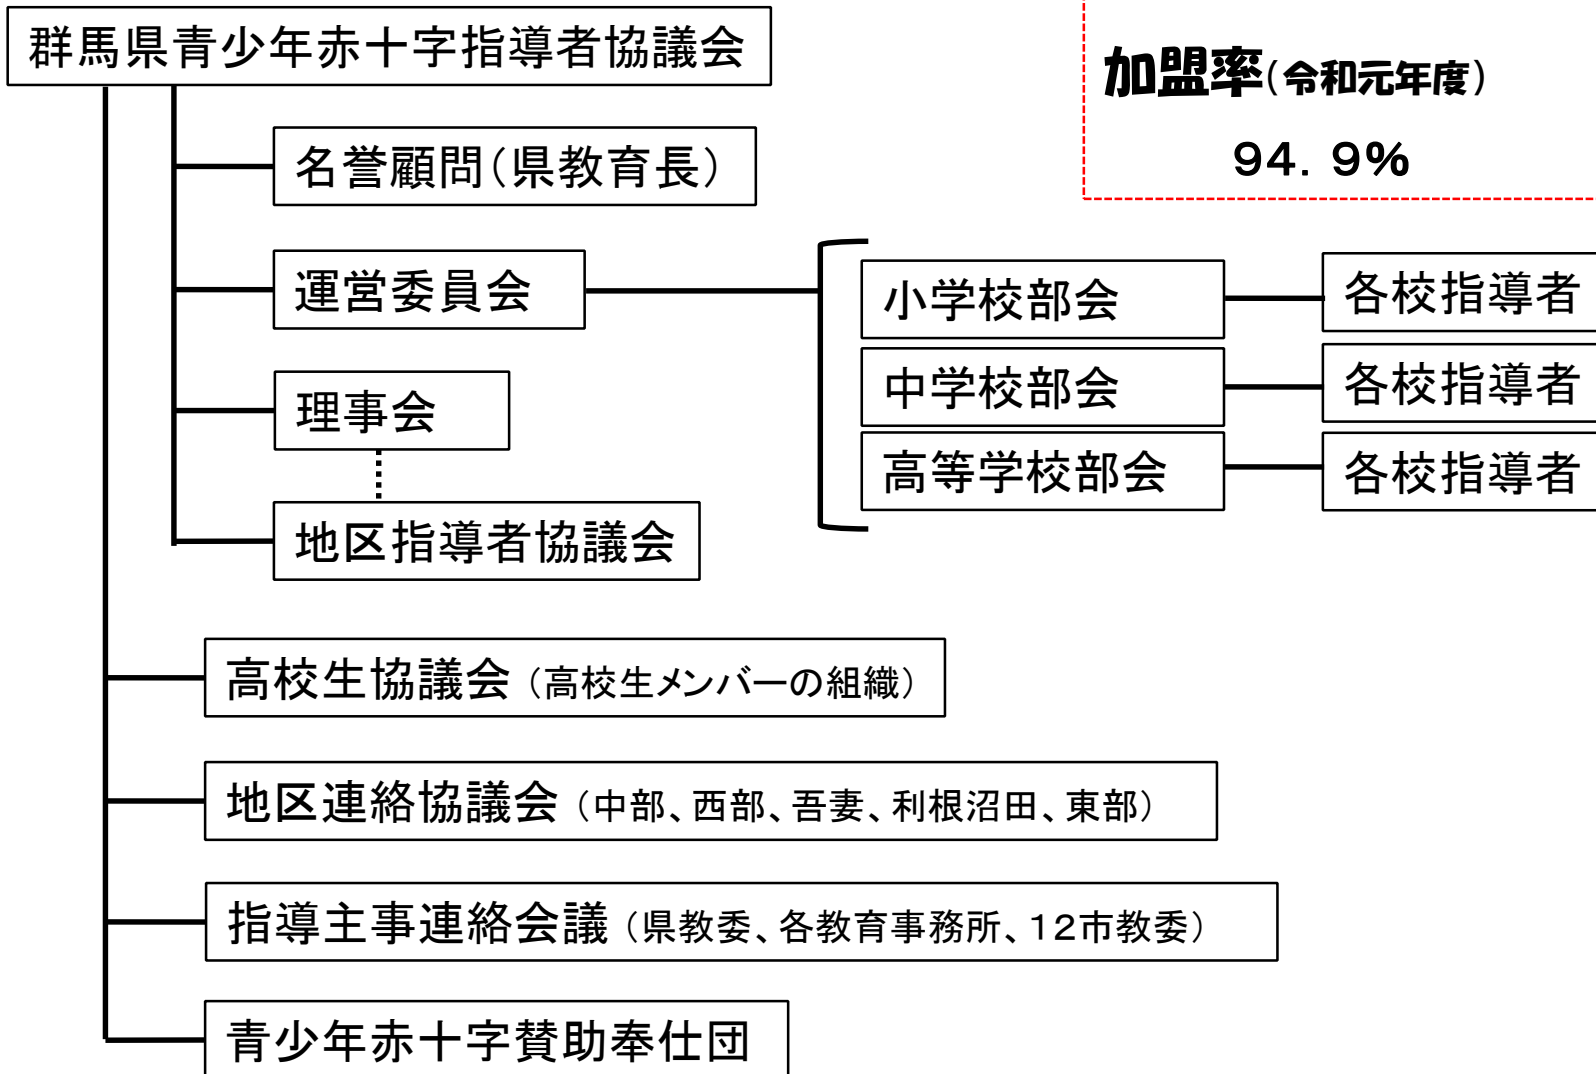 群馬県青少年赤十字指導者協議会
加盟率(令和元年度)
94.9%
名誉顧問(県教育長)
運営委員会
小学校部会
各校指導者
中学校部会
各校指導者
高等学校部会
各校指導者
理事会
地区指導者協議会
高校生協議会(高校生メンバーの組織)
地区連絡協議会(中部、西部、吾妻、利根沼田、東部)
指導主事連絡会議(県教委、各教育事務所、12市教委)
青少年赤十字賛助奉仕団